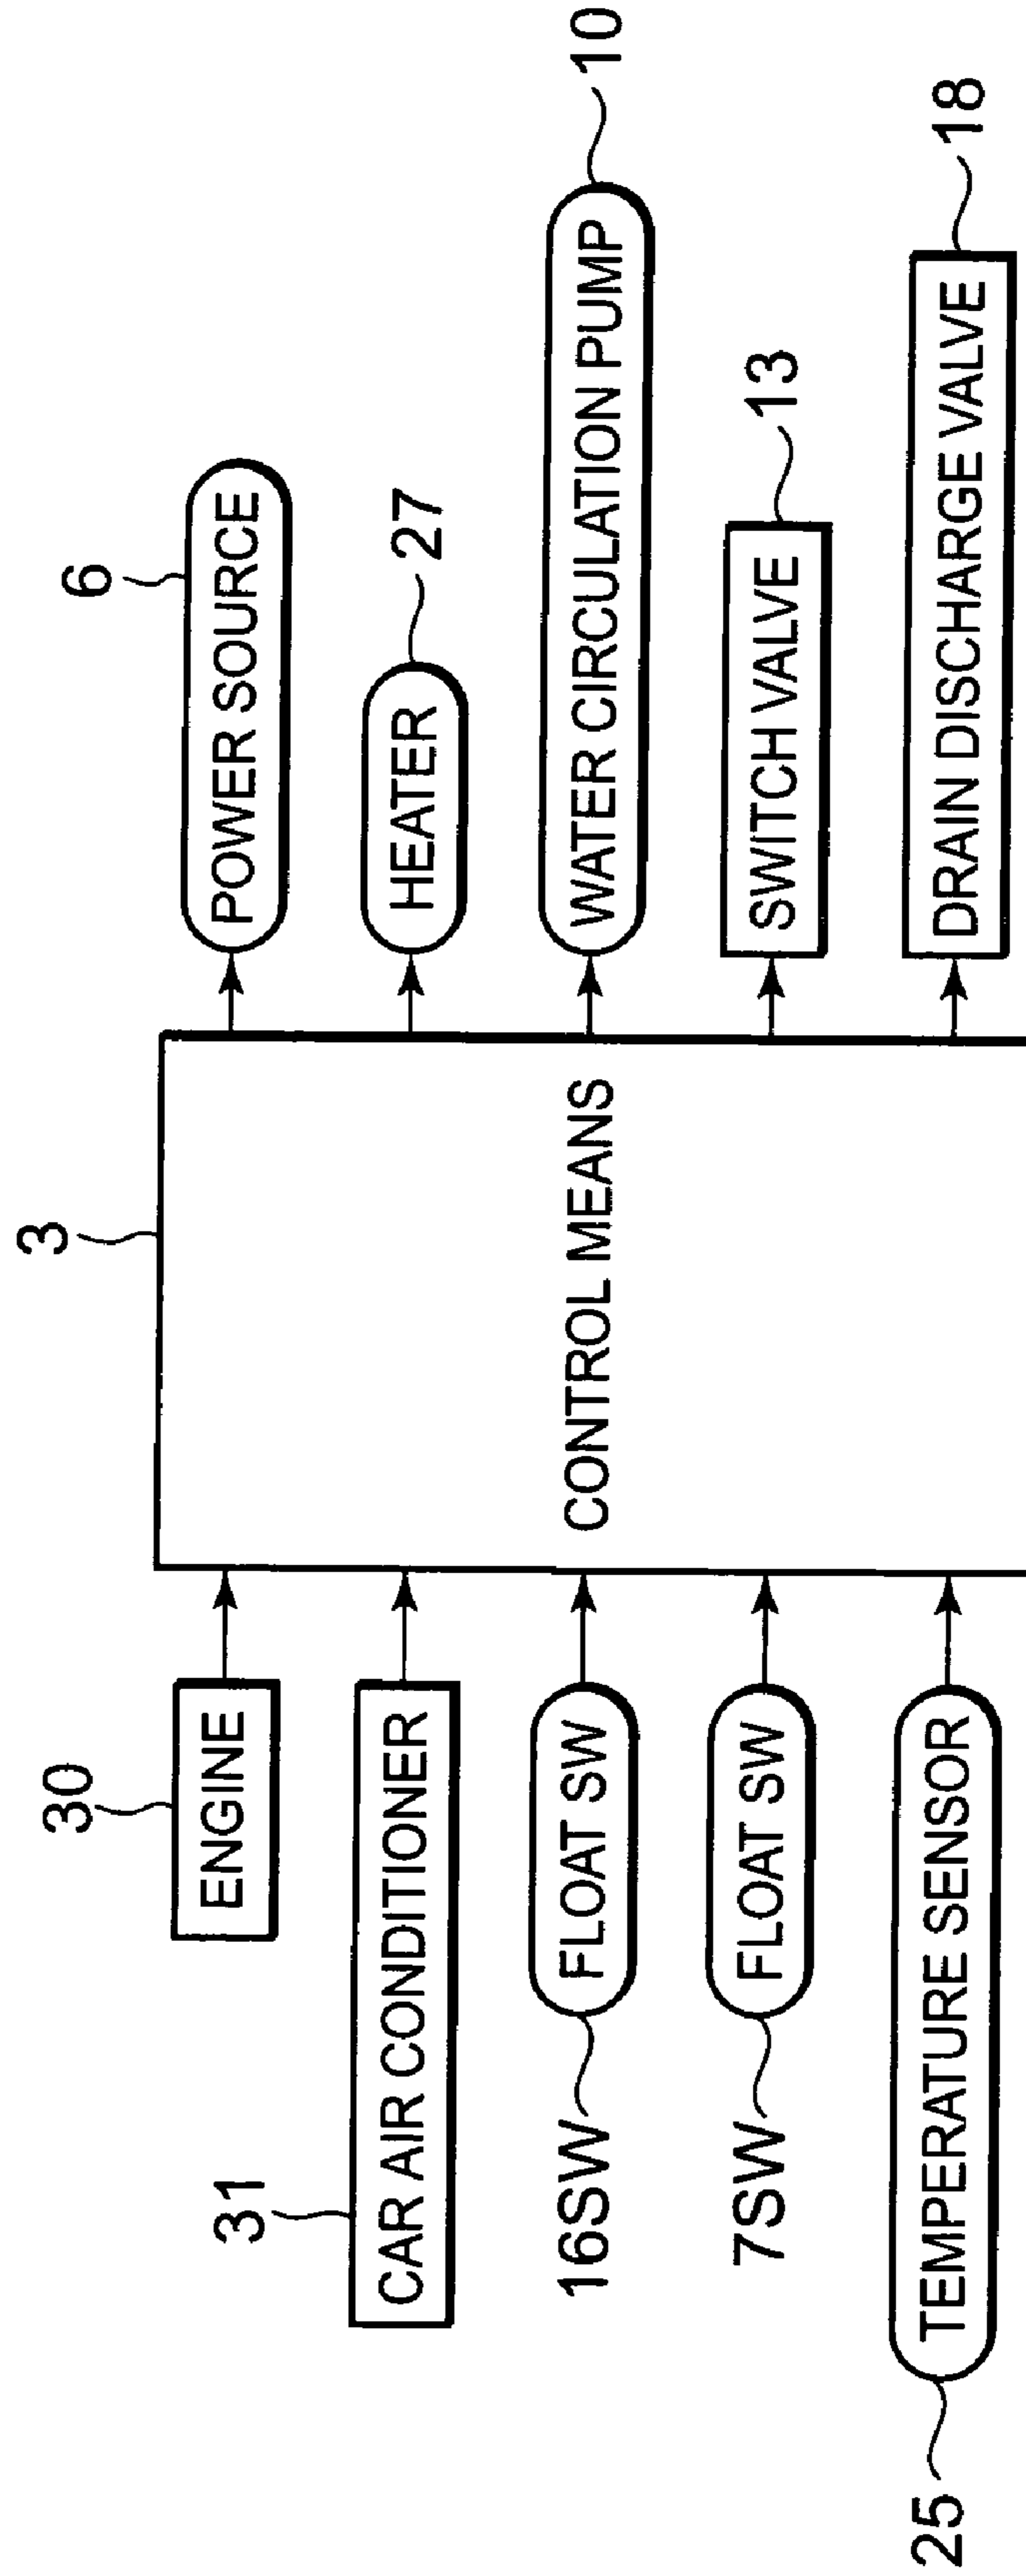 3
CONTROL MEANS
30
ENGINE
31
CAR AIR CONDITIONER
16SW
FLOAT SW
7SW
FLOAT SW
25
TEMPERATURE SENSOR
6
POWER SOURCE
HEATER
27
WATER CIRCULATION PUMP
10
SWITCH VALVE
13
DRAIN DISCHARGE VALVE
18